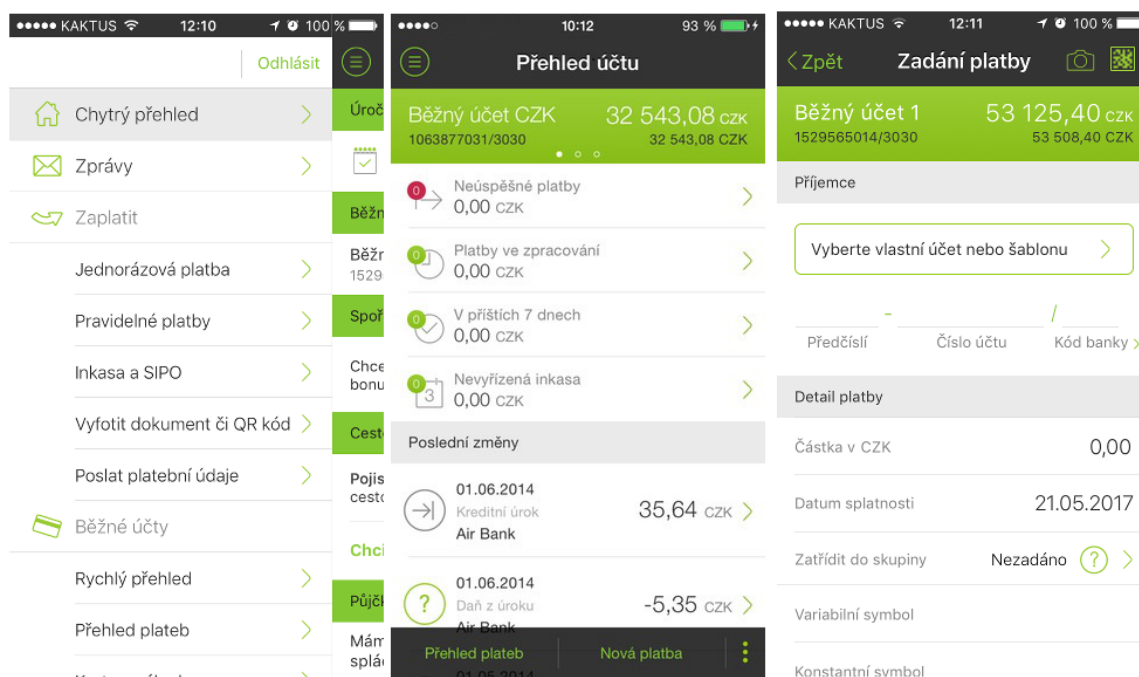 KAKTUS 12:10 100 %
Odhlásit
Chytrý přehled
Zprávy
Zaplatit
Jednorázová platba
Pravidelné platby
Inkasa a SIPO
Vyfotit dokument či QR kód
Poslat platební údaje
Běžné účty
Rychlý přehled
Přehled plateb
Úroč
Běžn
Běžn
1529
Spoř
Chce
bonu
Cest
Pojis
cesto
Chci
Půjčk
Mám
splá
10:12 93 %
Přehled účtu
Běžný účet CZK 32 543,08 CZK
1063877031/3030 32 543,08 CZK
0 Neúspěšné platby
0,00 CZK
0 Platby ve zpracování
0,00 CZK
0 V příštích 7 dnech
0,00 CZK
0 Nevyřízená inkasa
3 0,00 CZK
Poslední změny
01.06.2014
Kreditní úrok 35,64 CZK
Air Bank
01.06.2014
? Daň z úroku -5,35 CZK
Air Bank
Přehled plateb Nová platba
01.05.2014
KAKTUS 12:11 100 %
Zpět Zadání platby
Běžný účet 1 53 125,40 CZK
1529565014/3030 53 508,40 CZK
Příjemce
Vyberte vlastní účet nebo šablonu
- /
Předčíslí Číslo účtu Kód banky
Detail platby
Částka v CZK 0,00
Datum splatnosti 21.05.2017
Zatřídit do skupiny Nezadáno ?
Variabilní symbol
Konstantní symbol